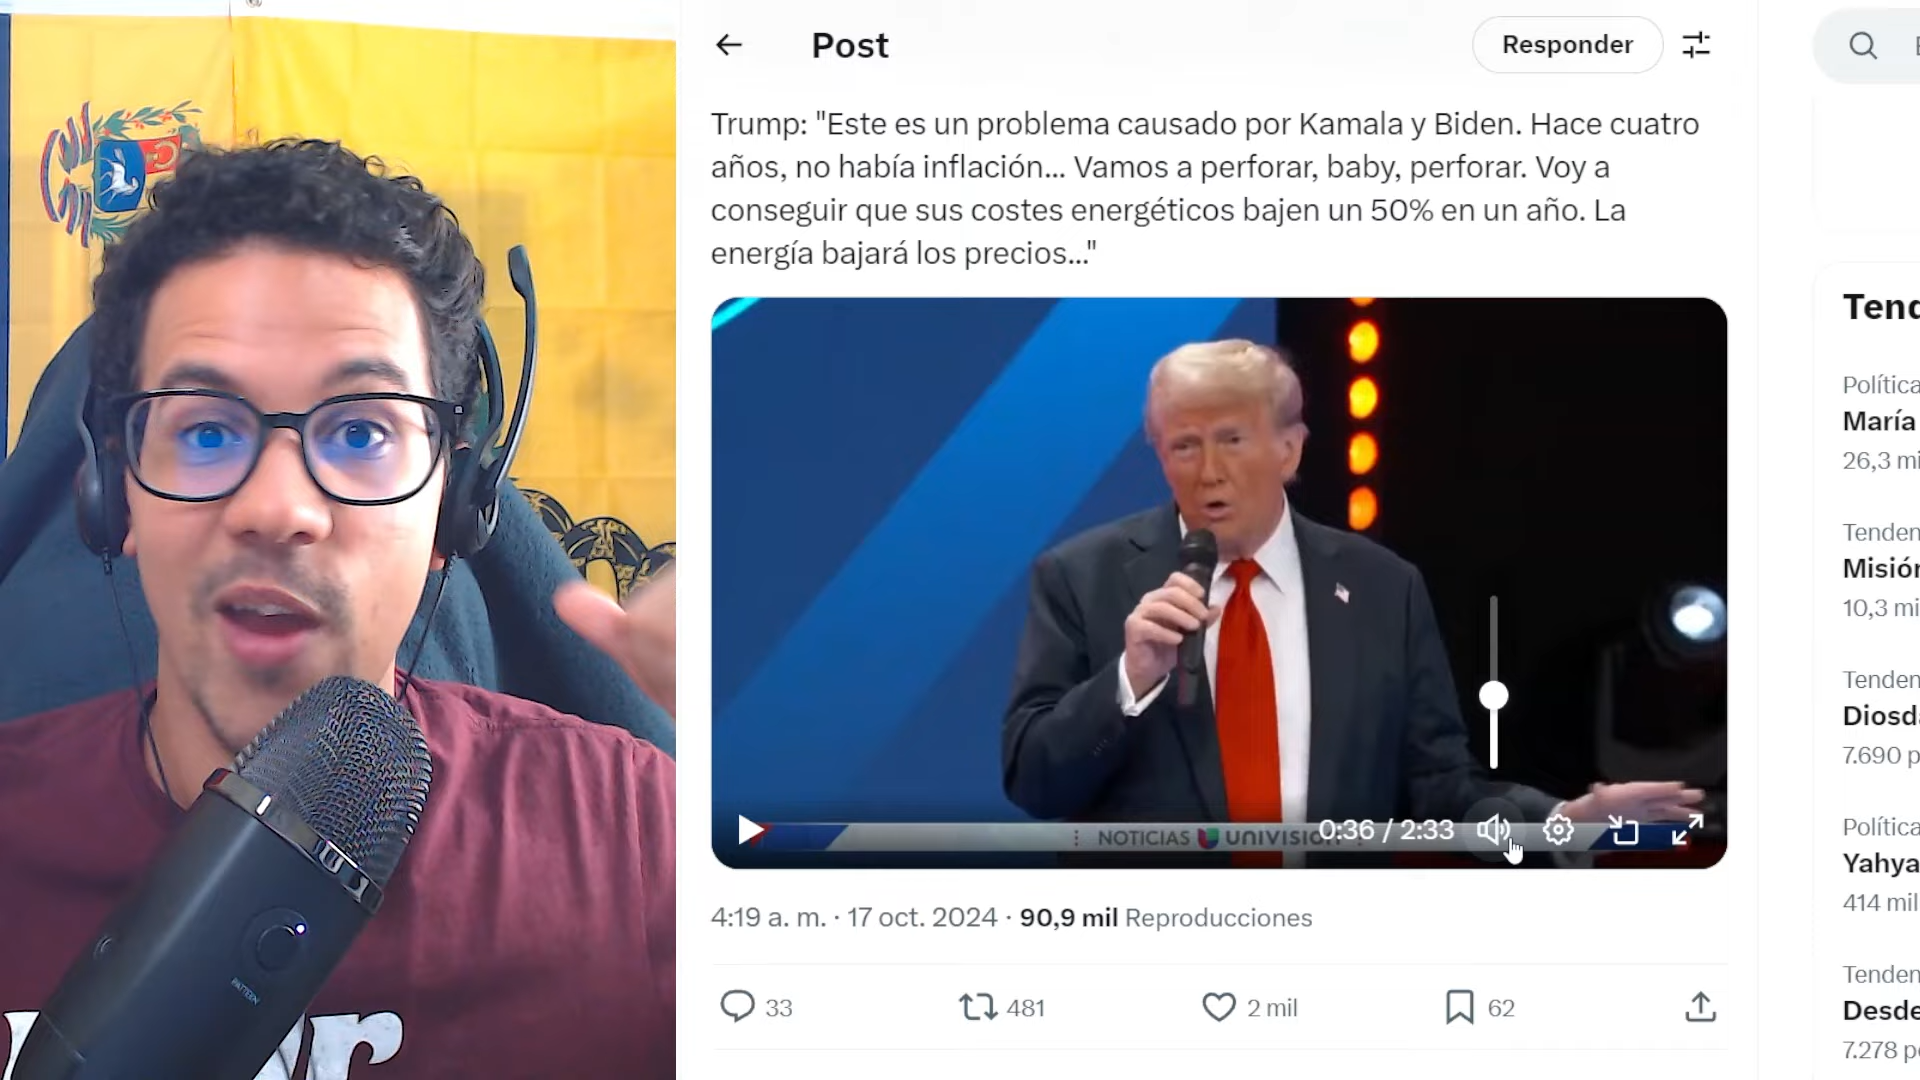 Post
Responder
Trump: "Este es un problema causado por Kamala y Biden. Hace cuatro
años, no había inflación... Vamos a perforar, baby, perforar. Voy a
conseguir que sus costes energéticos bajen un 50% en un año. La
energía bajará los precios..."
NOTICIAS UNIVISION
0:36 / 2:33
4:19 a. m. · 17 oct. 2024 · 90,9 mil Reproducciones
33
481
2 mil
62
PATTERN
Política
María
26,3 mi
Misión
10,3 mi
7.690 p
Política
Yahya
414 mil
Desde
7.278 pe